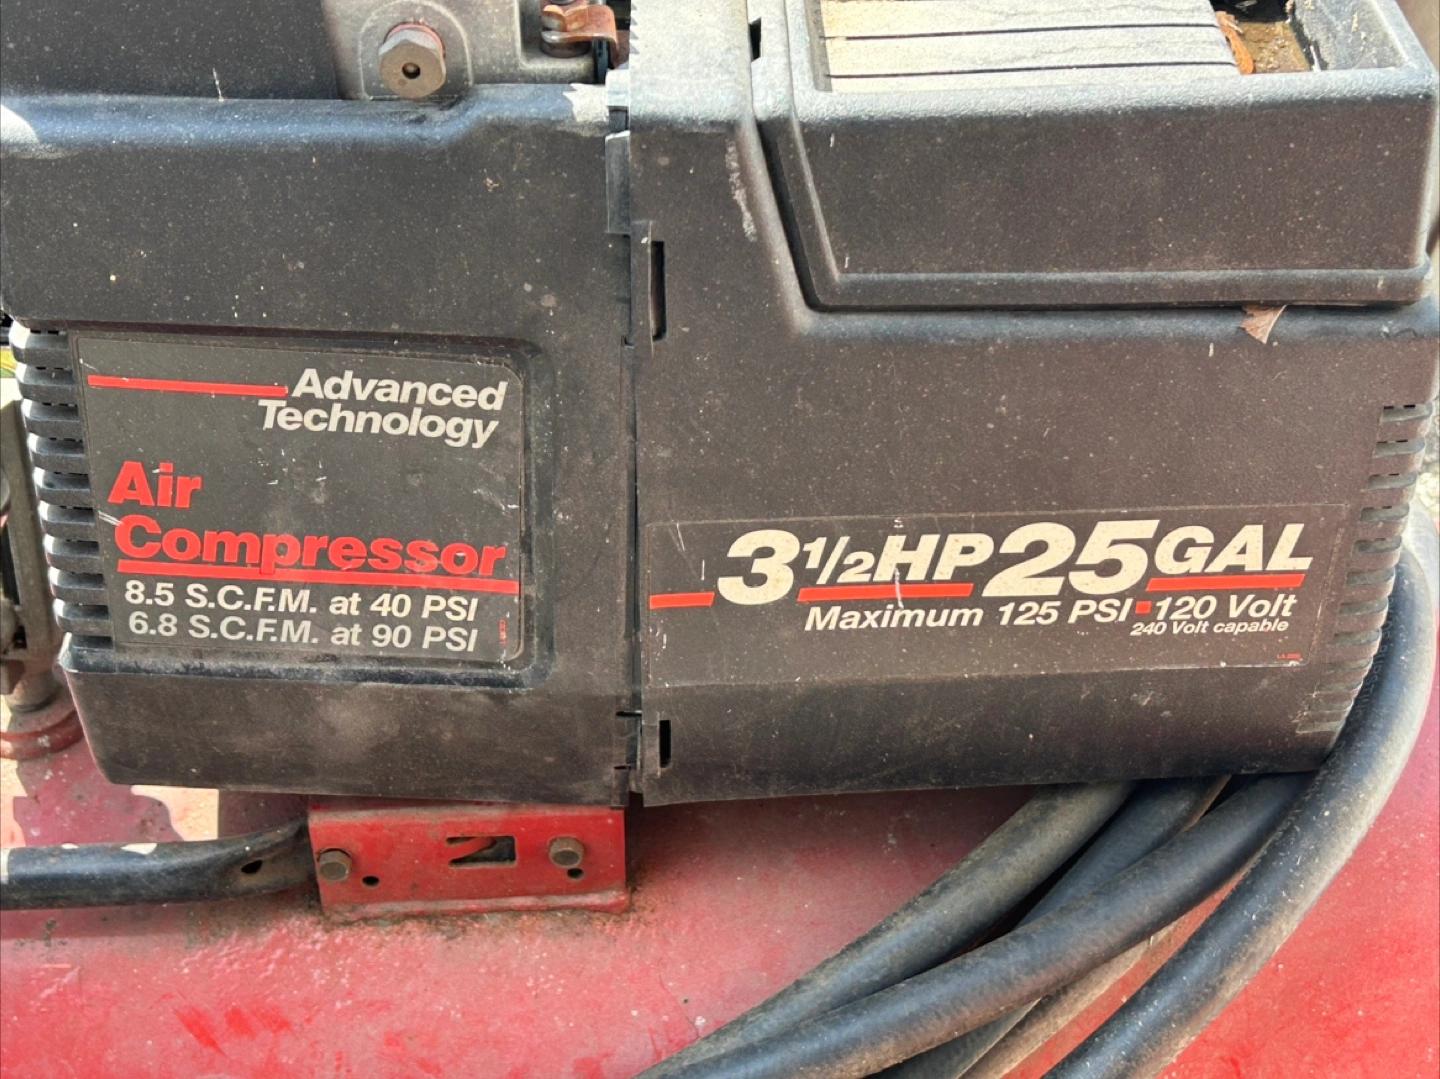 Advanced
Technology
Air
Compressor
8.5 S.C.F.M. at 40 PSI
6.8 S.C.F.M. at 90 PSI
3 1/2 HP 25 GAL
Maximum 125 PSI ▪ 120 Volt
240 Volt capable